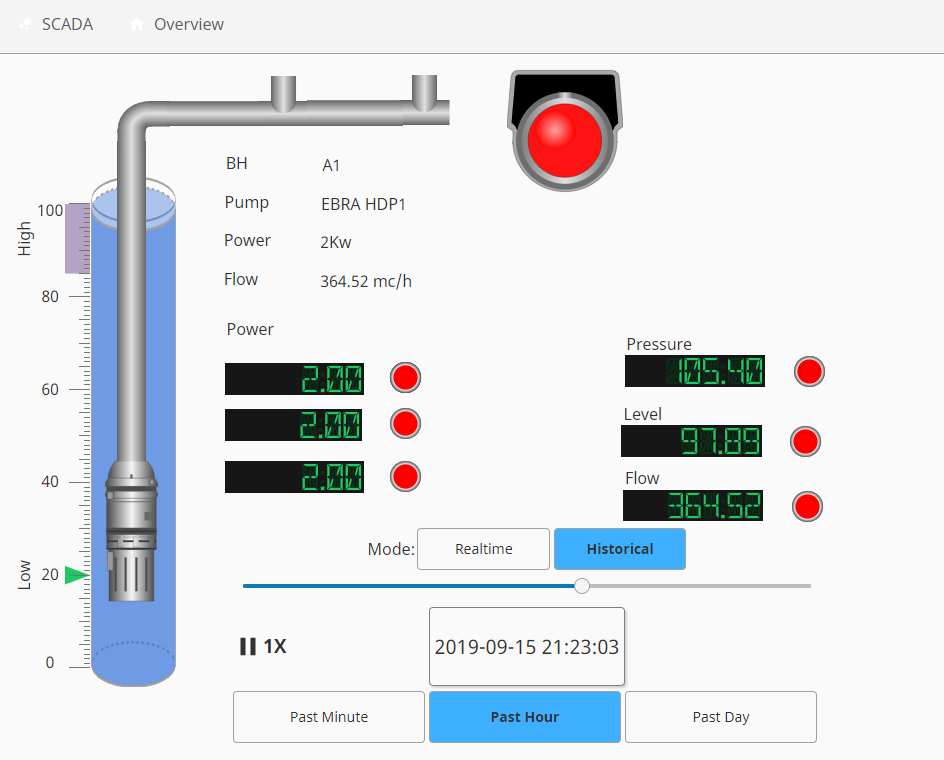 SCADA Overview
BH A1
Pump EBRA HDP1
Power 2Kw
Flow 364.52 mc/h
Power
2.00
2.00
2.00
Pressure
105.40
Level
97.89
Flow
364.52
High
Low
100
80
60
40
20
0
Mode: Realtime Historical
1X
2019-09-15 21:23:03
Past Minute Past Hour Past Day